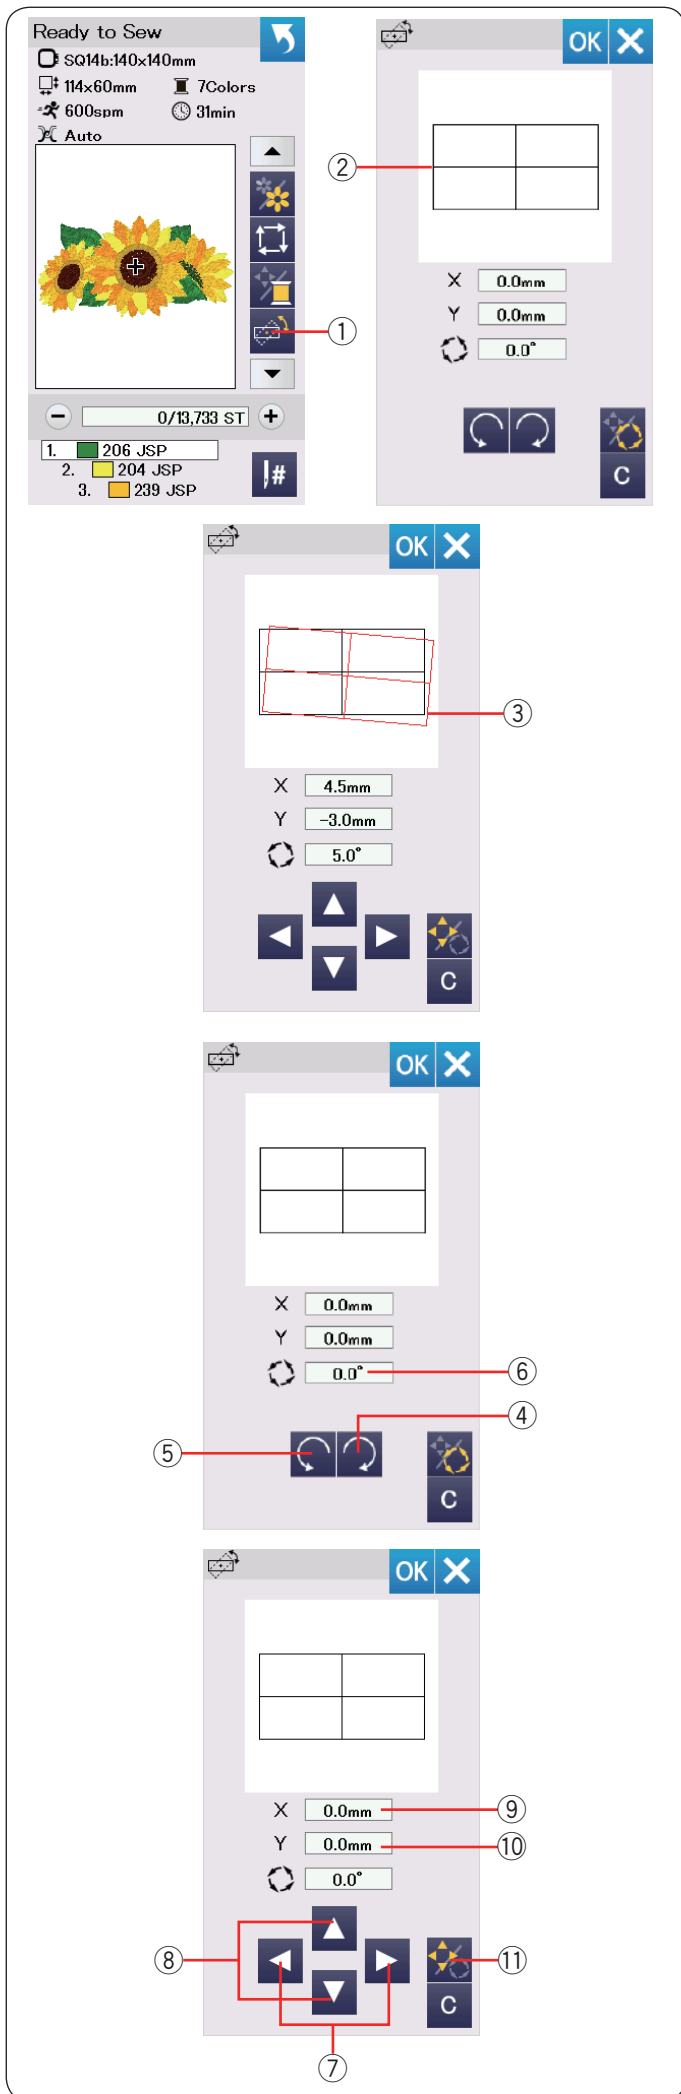 Ready to Sew
SQ14b:140x140mm
114x60mm 7Colors
600spm 31min
Auto
①
0/13,733 ST
1. 206 JSP
2. 204 JSP
3. 239 JSP
#
OK
②
X 0.0mm
Y 0.0mm
0.0°
C
OK
③
X 4.5mm
Y -3.0mm
5.0°
C
OK
X 0.0mm
Y 0.0mm
0.0° ⑥
④
⑤
C
OK
X 0.0mm ⑨
Y 0.0mm ⑩
0.0°
⑧ ⑪
C
⑦